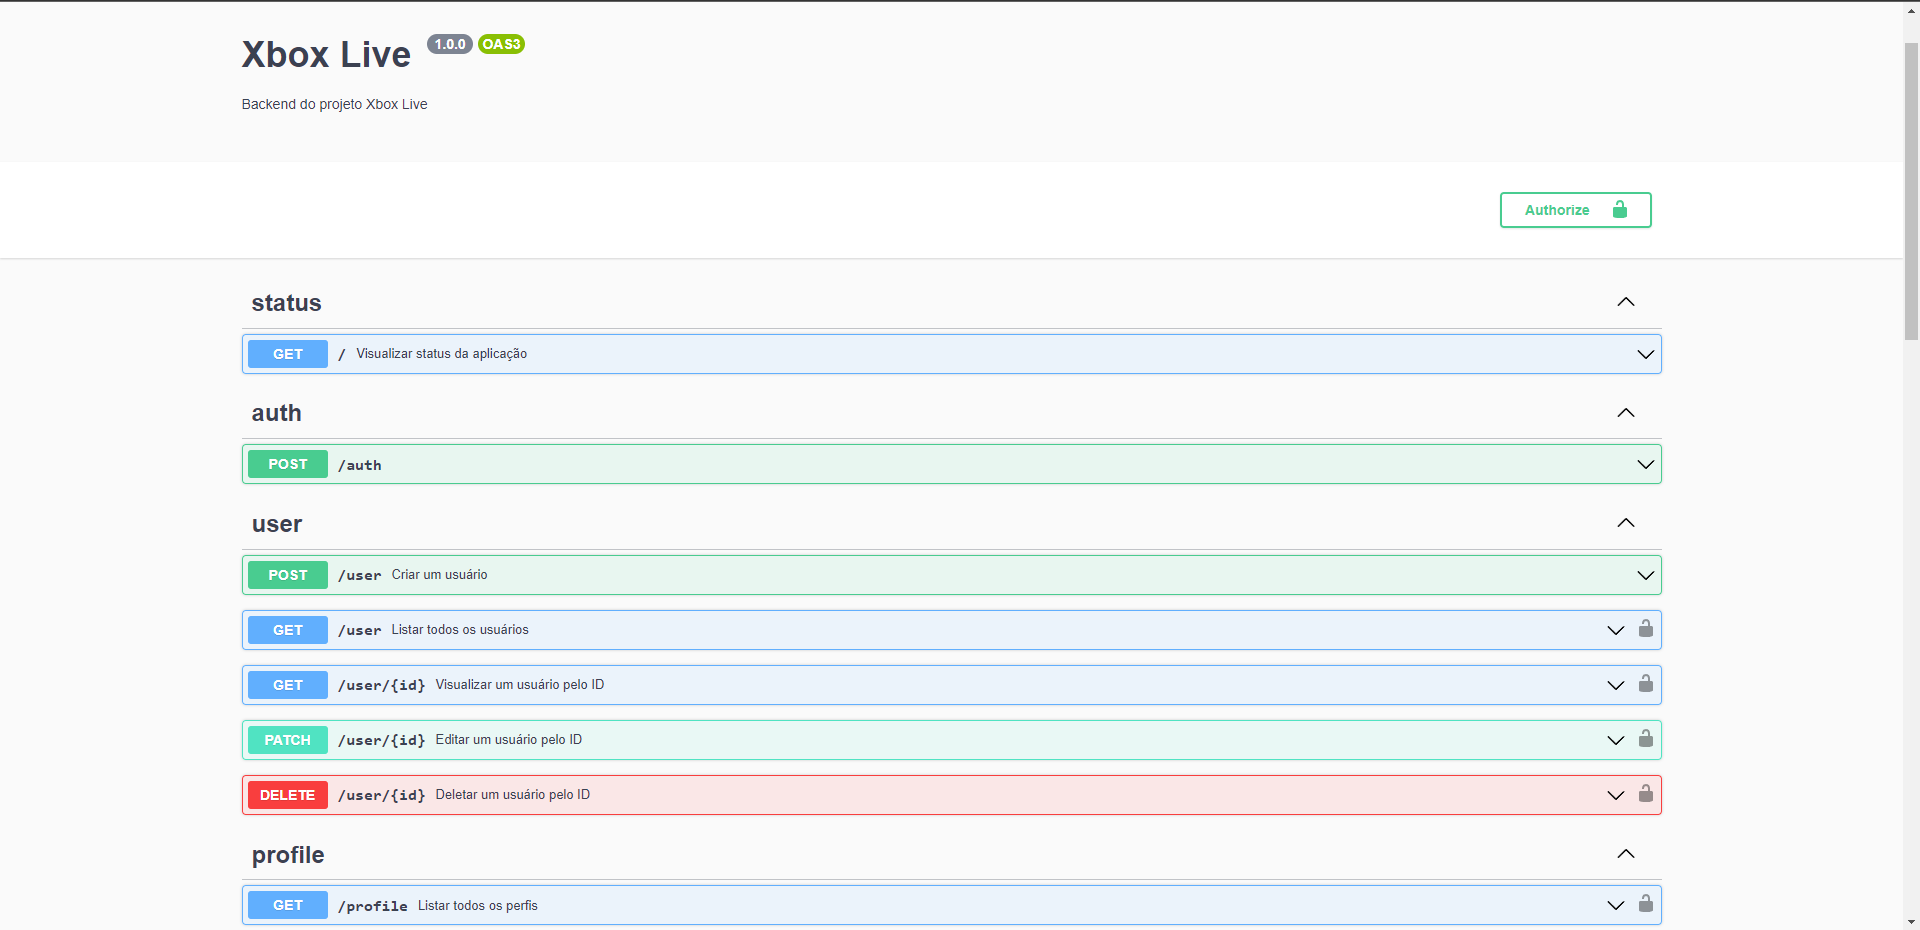 Xbox Live 1.0.0 OAS3
Backend do projeto Xbox Live
Authorize
status
GET / Visualizar status da aplicação
auth
POST /auth
user
POST /user Criar um usuário
GET /user Listar todos os usuários
GET /user/{id} Visualizar um usuário pelo ID
PATCH /user/{id} Editar um usuário pelo ID
DELETE /user/{id} Deletar um usuário pelo ID
profile
GET /profile Listar todos os perfis